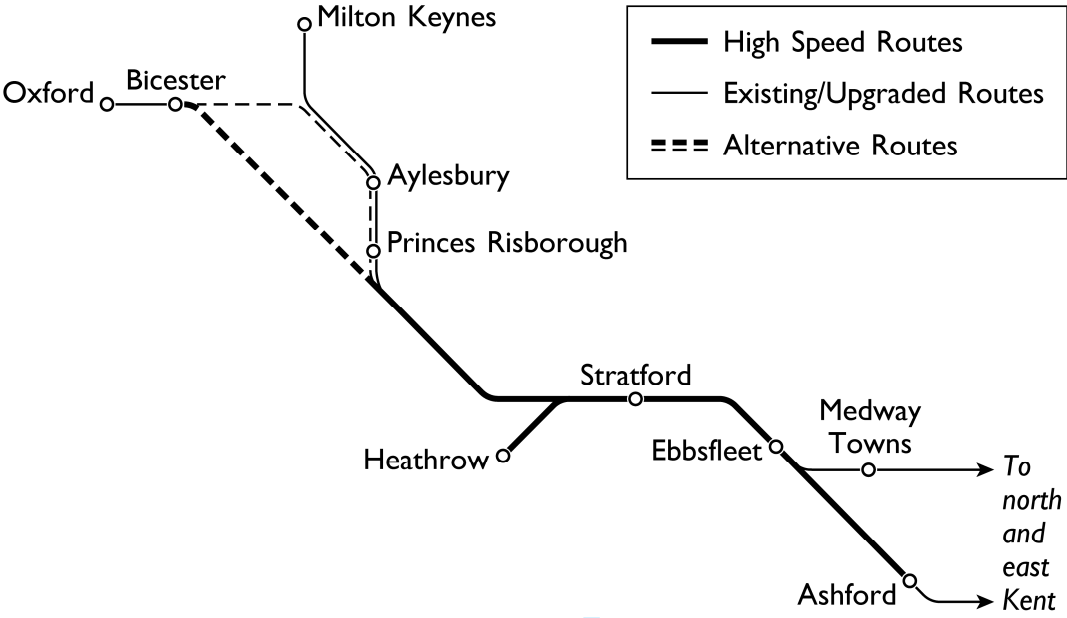 Milton Keynes
Oxford
Bicester
High Speed Routes
Existing/Upgraded Routes
Alternative Routes
Aylesbury
Princes Risborough
Stratford
Heathrow
Ebbsfleet
Medway
Towns
To
north
and
east
Kent
Ashford